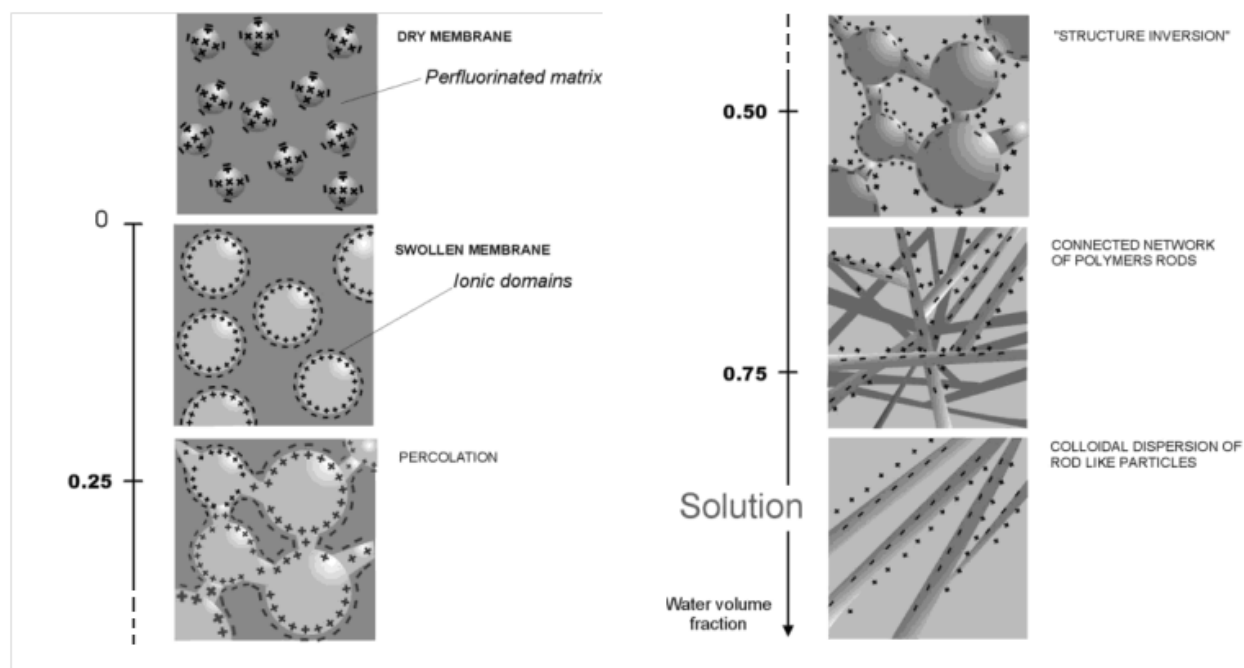 DRY MEMBRANE
Perfluorinated matrix
0
SWOLLEN MEMBRANE
Ionic domains
PERCOLATION
0.25
"STRUCTURE INVERSION"
0.50
CONNECTED NETWORK
OF POLYMERS RODS
0.75
COLLOIDAL DISPERSION OF
ROD LIKE PARTICLES
Solution
Water volume
fraction